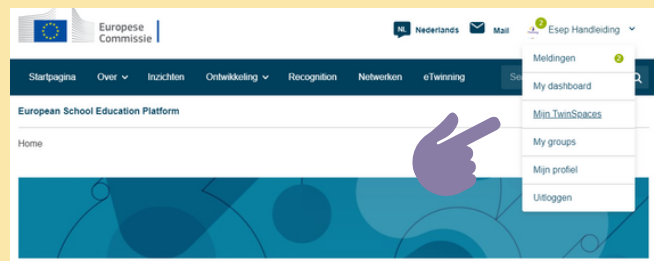 Europese
Commissie
NL Nederlands Mail 2 Esep Handleiding
Meldingen 2
Startpagina Over Inzichten Ontwikkeling Recognition Netwerken eTwinning
My dashboard
European School Education Platform
Mijn TwinSpaces
Home
My groups
Mijn profiel
Uitloggen